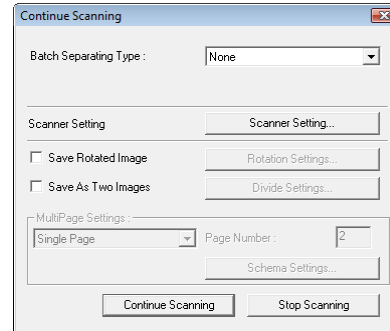 Continue Scanning
Batch Separating Type :
None
Scanner Setting
Scanner Setting...
Save Rotated Image
Rotation Settings...
Save As Two Images
Divide Settings...
MultiPage Settings :
Single Page
Page Number :
2
Schema Settings...
Continue Scanning
Stop Scanning